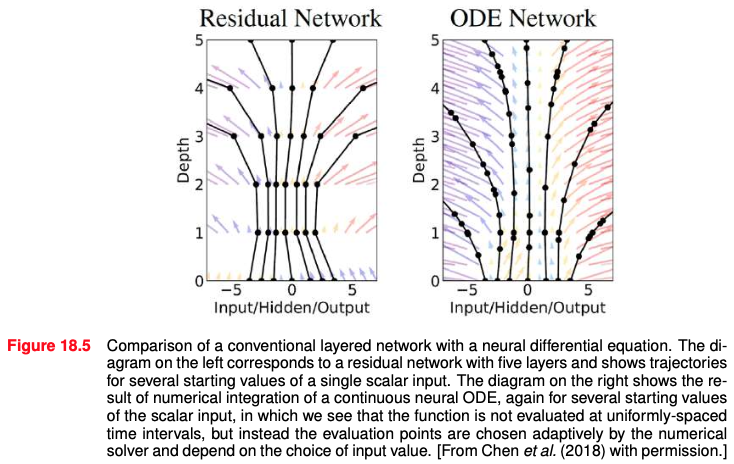 Residual Network
ODE Network
5
4
3
2
1
0
Depth
−5
0
5
Input/Hidden/Output
5
4
3
2
1
0
Depth
−5
0
5
Input/Hidden/Output
Figure 18.5 Comparison of a conventional layered network with a neural differential equation. The di-
agram on the left corresponds to a residual network with five layers and shows trajectories
for several starting values of a single scalar input. The diagram on the right shows the re-
sult of numerical integration of a continuous neural ODE, again for several starting values
of the scalar input, in which we see that the function is not evaluated at uniformly-spaced
time intervals, but instead the evaluation points are chosen adaptively by the numerical
solver and depend on the choice of input value. [From Chen et al. (2018) with permission.]